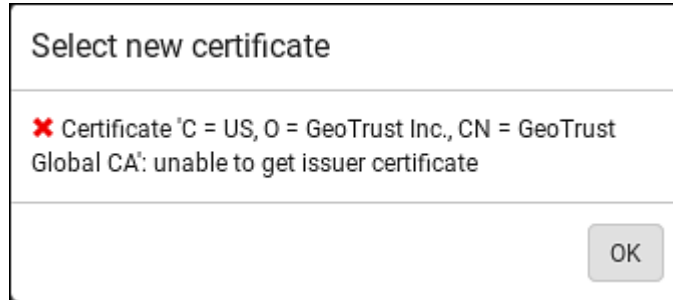 Select new certificate
✖ Certificate 'C = US, O = GeoTrust Inc., CN = GeoTrust
Global CA': unable to get issuer certificate
OK